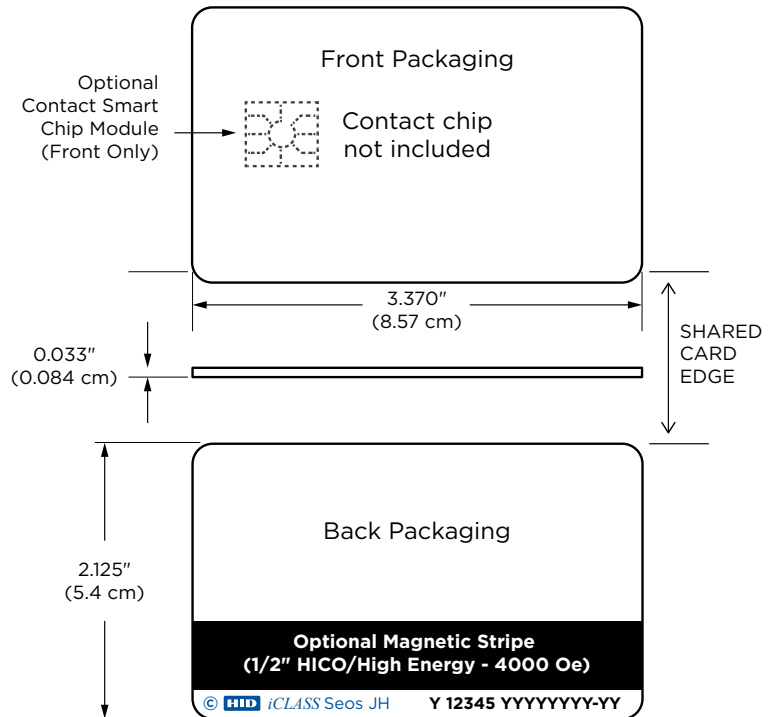 Front Packaging
Optional
Contact Smart
Chip Module
(Front Only)
Contact chip
not included
3.370"
(8.57 cm)
0.033"
(0.084 cm)
SHARED
CARD
EDGE
Back Packaging
2.125"
(5.4 cm)
Optional Magnetic Stripe
(1/2" HICO/High Energy - 4000 Oe)
© HID iCLASS Seos JH Y 12345 YYYYYYYY-YY